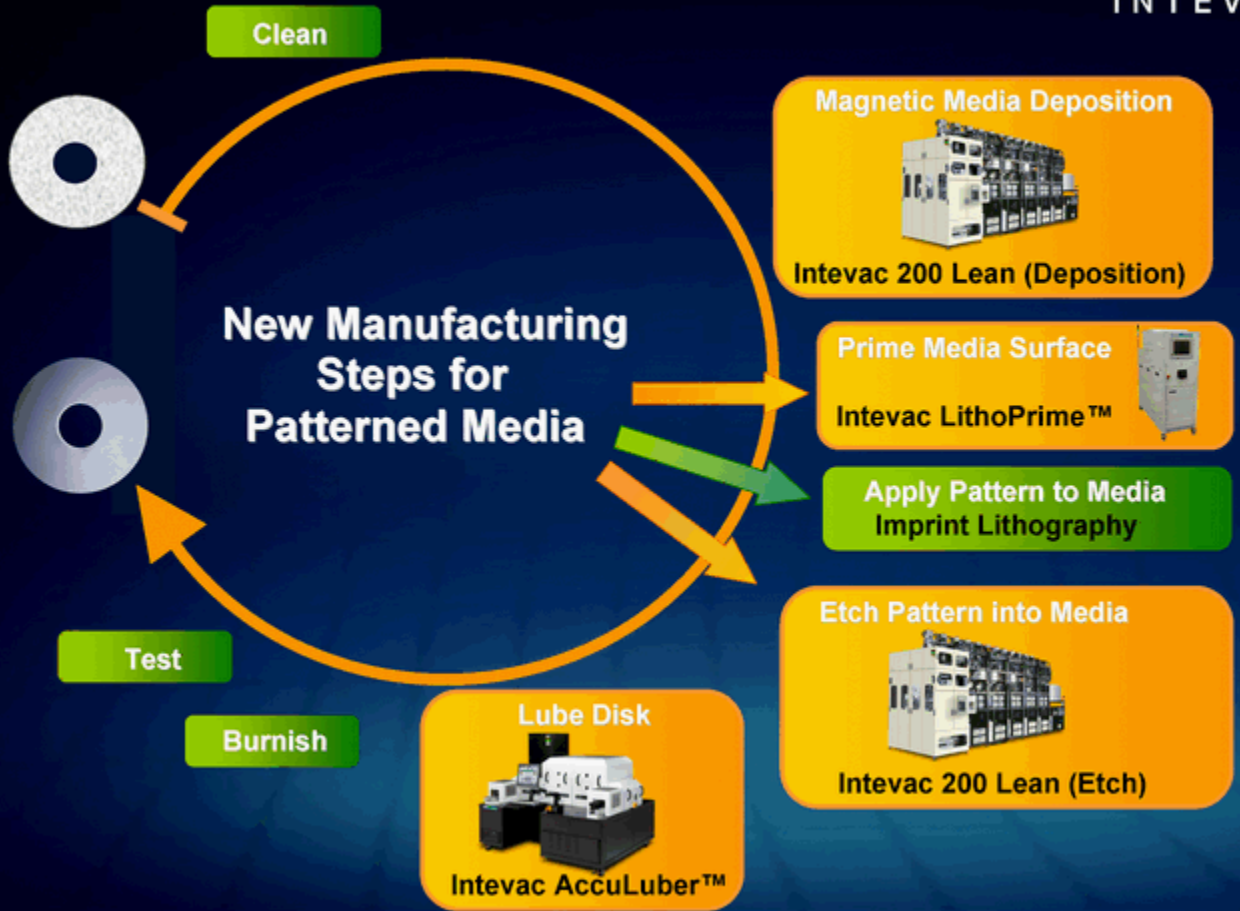 INTEV
Clean
Magnetic Media Deposition
Intevac 200 Lean (Deposition)
New Manufacturing
Steps for
Patterned Media
Prime Media Surface
Intevac LithoPrime™
Apply Pattern to Media
Imprint Lithography
Etch Pattern into Media
Intevac 200 Lean (Etch)
Lube Disk
Intevac AccuLuber™
Burnish
Test